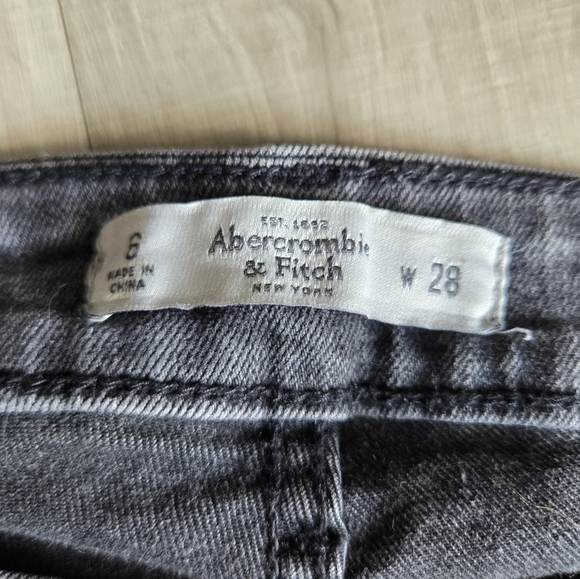 6
MADE IN
CHINA
EST. 1892
Abercrombie
& Fitch
NEW YORK
W 28